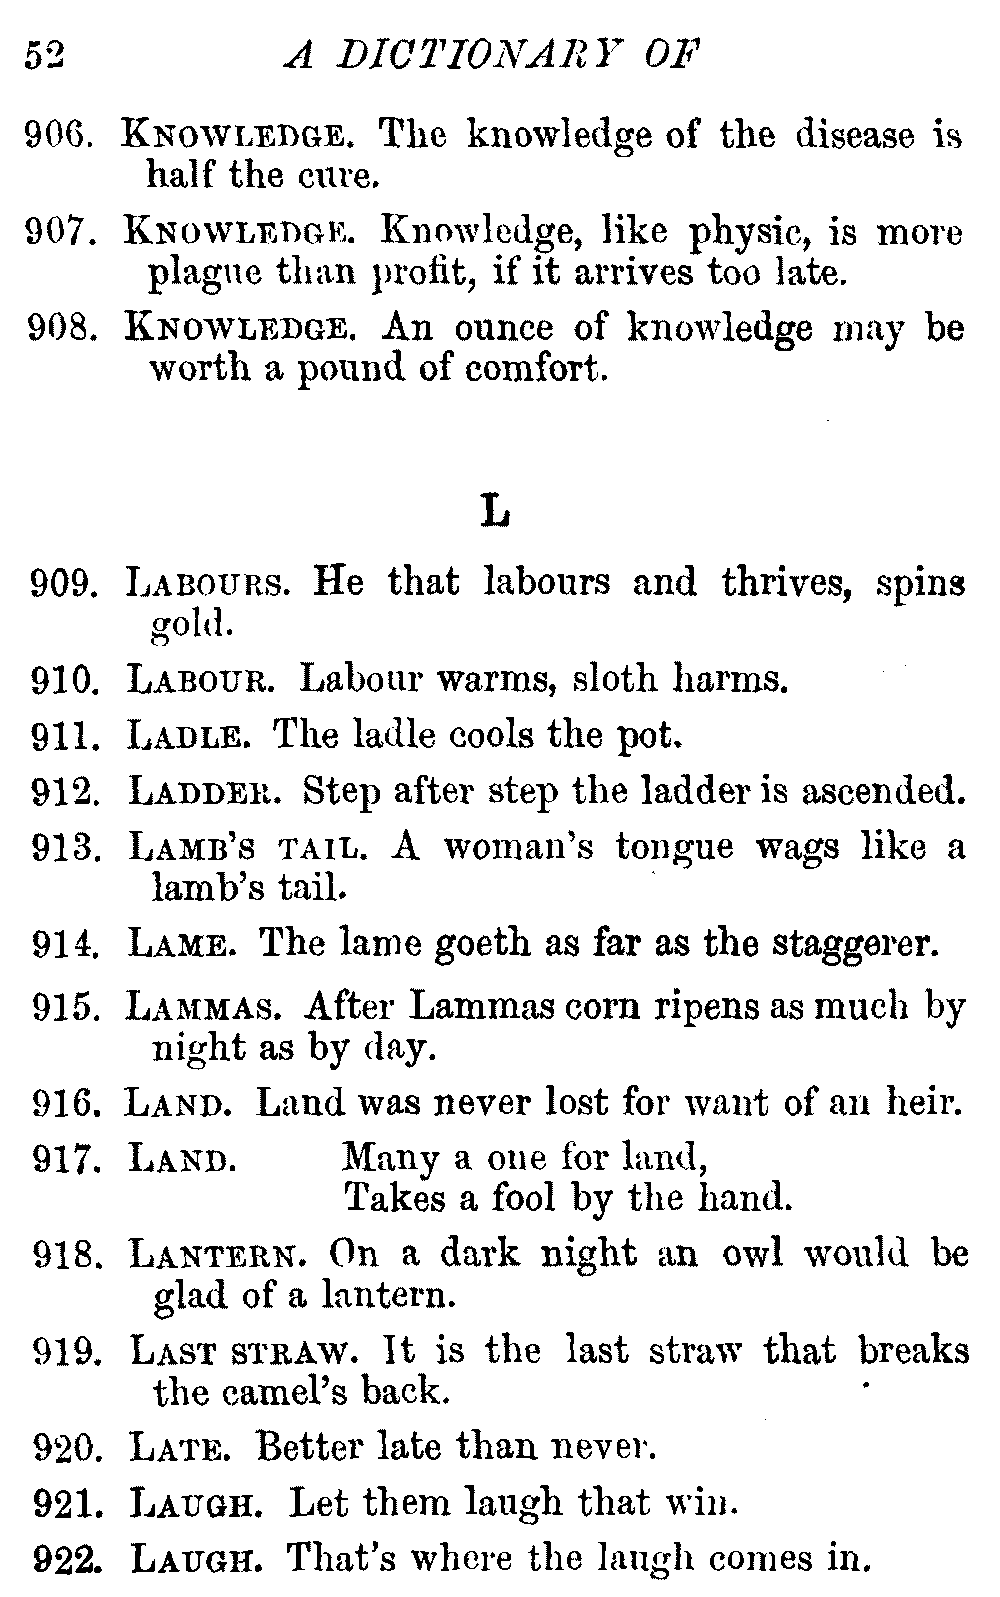 52 A DICTIONARY OF
906. KNOWLEDGE. The knowledge of the disease is
half the cure.
907. KNOWLEDGE. Knowledge, like physic, is more
plague than profit, if it arrives too late.
908. KNOWLEDGE. An ounce of knowledge may be
worth a pound of comfort.
L
909. LABOURS. He that labours and thrives, spins
gold.
910. LABOUR. Labour warms, sloth harms.
911. LADLE. The ladle cools the pot.
912. LADDER. Step after step the ladder is ascended.
913. LAMB'S TAIL. A woman's tongue wags like a
lamb's tail.
914. LAME. The lame goeth as far as the staggerer.
915. LAMMAS. After Lammas corn ripens as much by
night as by day.
916. LAND. Land was never lost for want of an heir.
917. LAND. Many a one for land,
Takes a fool by the hand.
918. LANTERN. On a dark night an owl would be
glad of a lantern.
919. LAST STRAW. It is the last straw that breaks
the camel's back.
920. LATE. Better late than never.
921. LAUGH. Let them laugh that win.
922. LAUGH. That's where the laugh comes in.